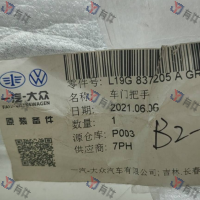 零件号: L19G 837205 A GR
一汽-大众
FAW-VOLKSWAGEN
名称: 车门把手
日期: 2021.06.06
原装备件
数量: 1
源仓库: P003
B2-
供应商: 7PH
一汽-大众汽车有限公司: 吉林, 长春